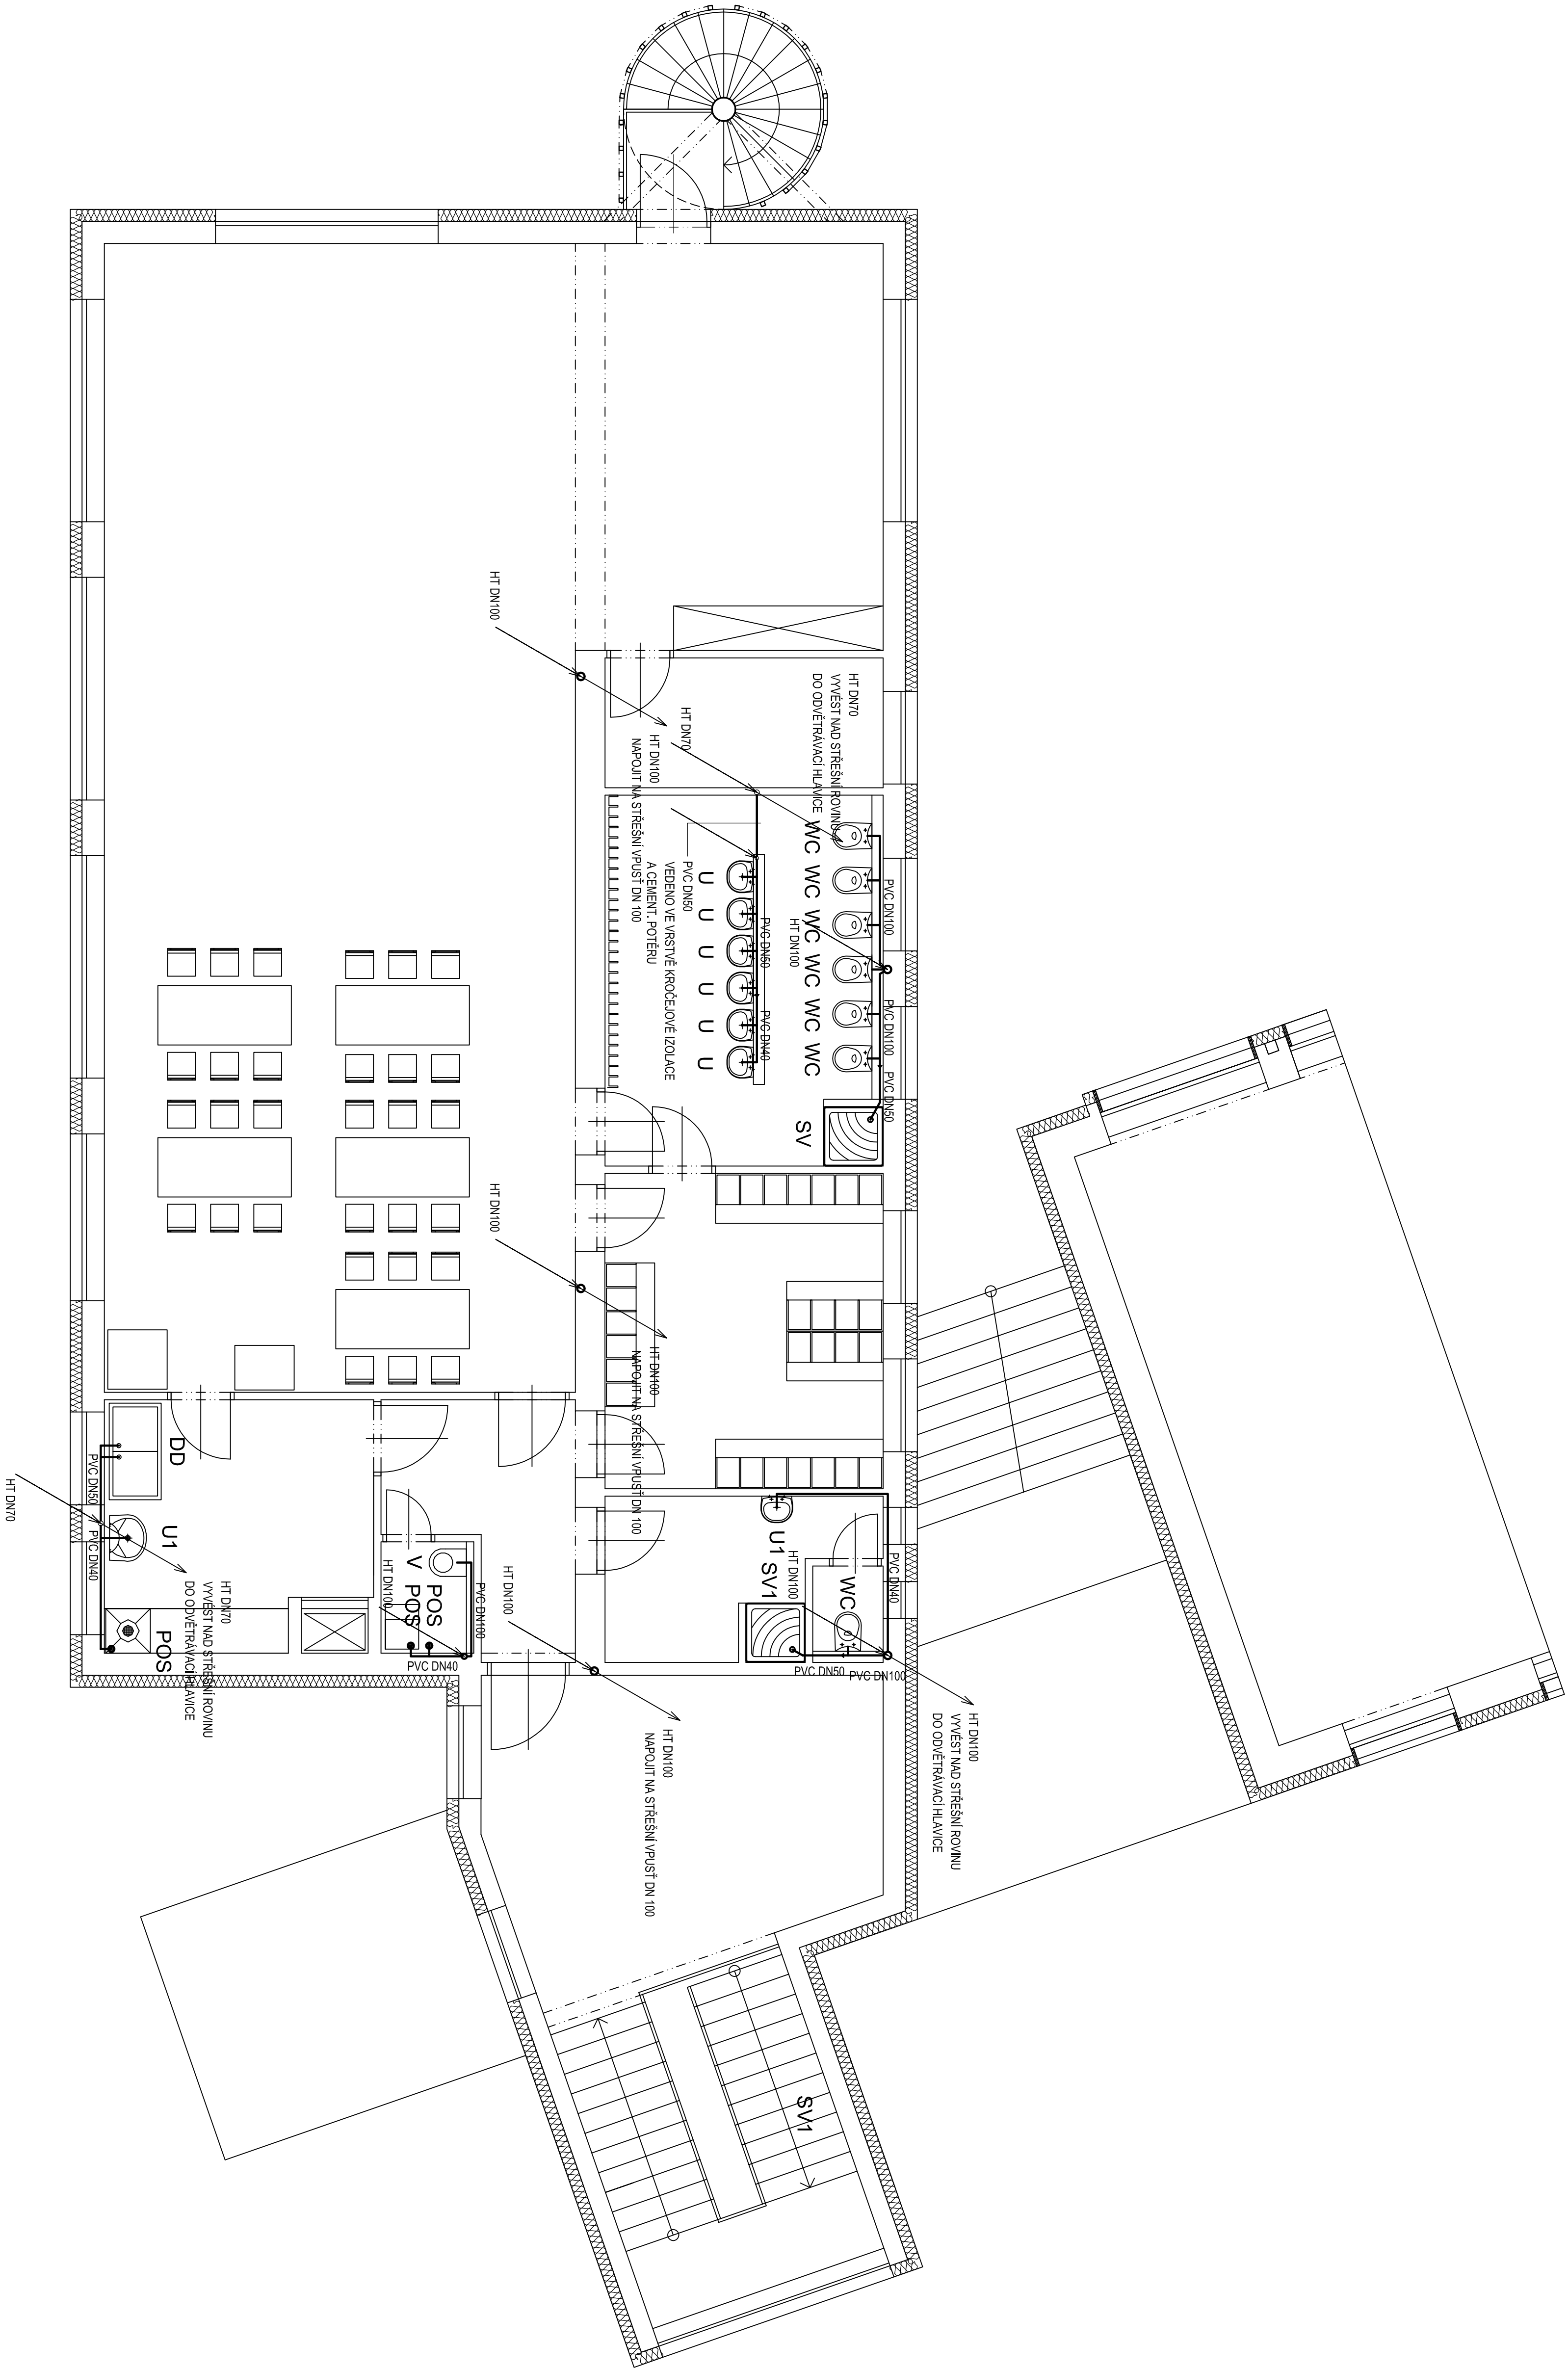 HT DN100
HT DN70
VYVÉST NAD STŘEŠNÍ ROVINU
DO ODVĚTRÁVACÍ HLAVICE
HT DN70
HT DN100
NAPOJIT NA STŘEŠNÍ VPUSŤ DN 100
WC WC WC WC WC WC
PVC DN100
HT DN100
PVC DN100
PVC DN50
U U U U U U
PVC DN50
PVC DN40
PVC DN50
VEDENO VE VRSTVĚ KROČEJOVÉ IZOLACE
A CEMENT. POTĚRU
SV
HT DN100
HT DN100
NAPOJIT NA STŘEŠNÍ VPUSŤ DN 100
DD
PVC DN50
PVC DN40
HT DN70
U1
HT DN70
VYVÉST NAD STŘEŠNÍ ROVINU
DO ODVĚTRÁVACÍ HLAVICE
POS
V
POS
POS
HT DN100
PVC DN100
PVC DN40
HT DN100
HT DN100
NAPOJIT NA STŘEŠNÍ VPUSŤ DN 100
U1
SV1
HT DN100
WC
PVC DN40
PVC DN50
PVC DN100
HT DN100
VYVÉST NAD STŘEŠNÍ ROVINU
DO ODVĚTRÁVACÍ HLAVICE
SV1